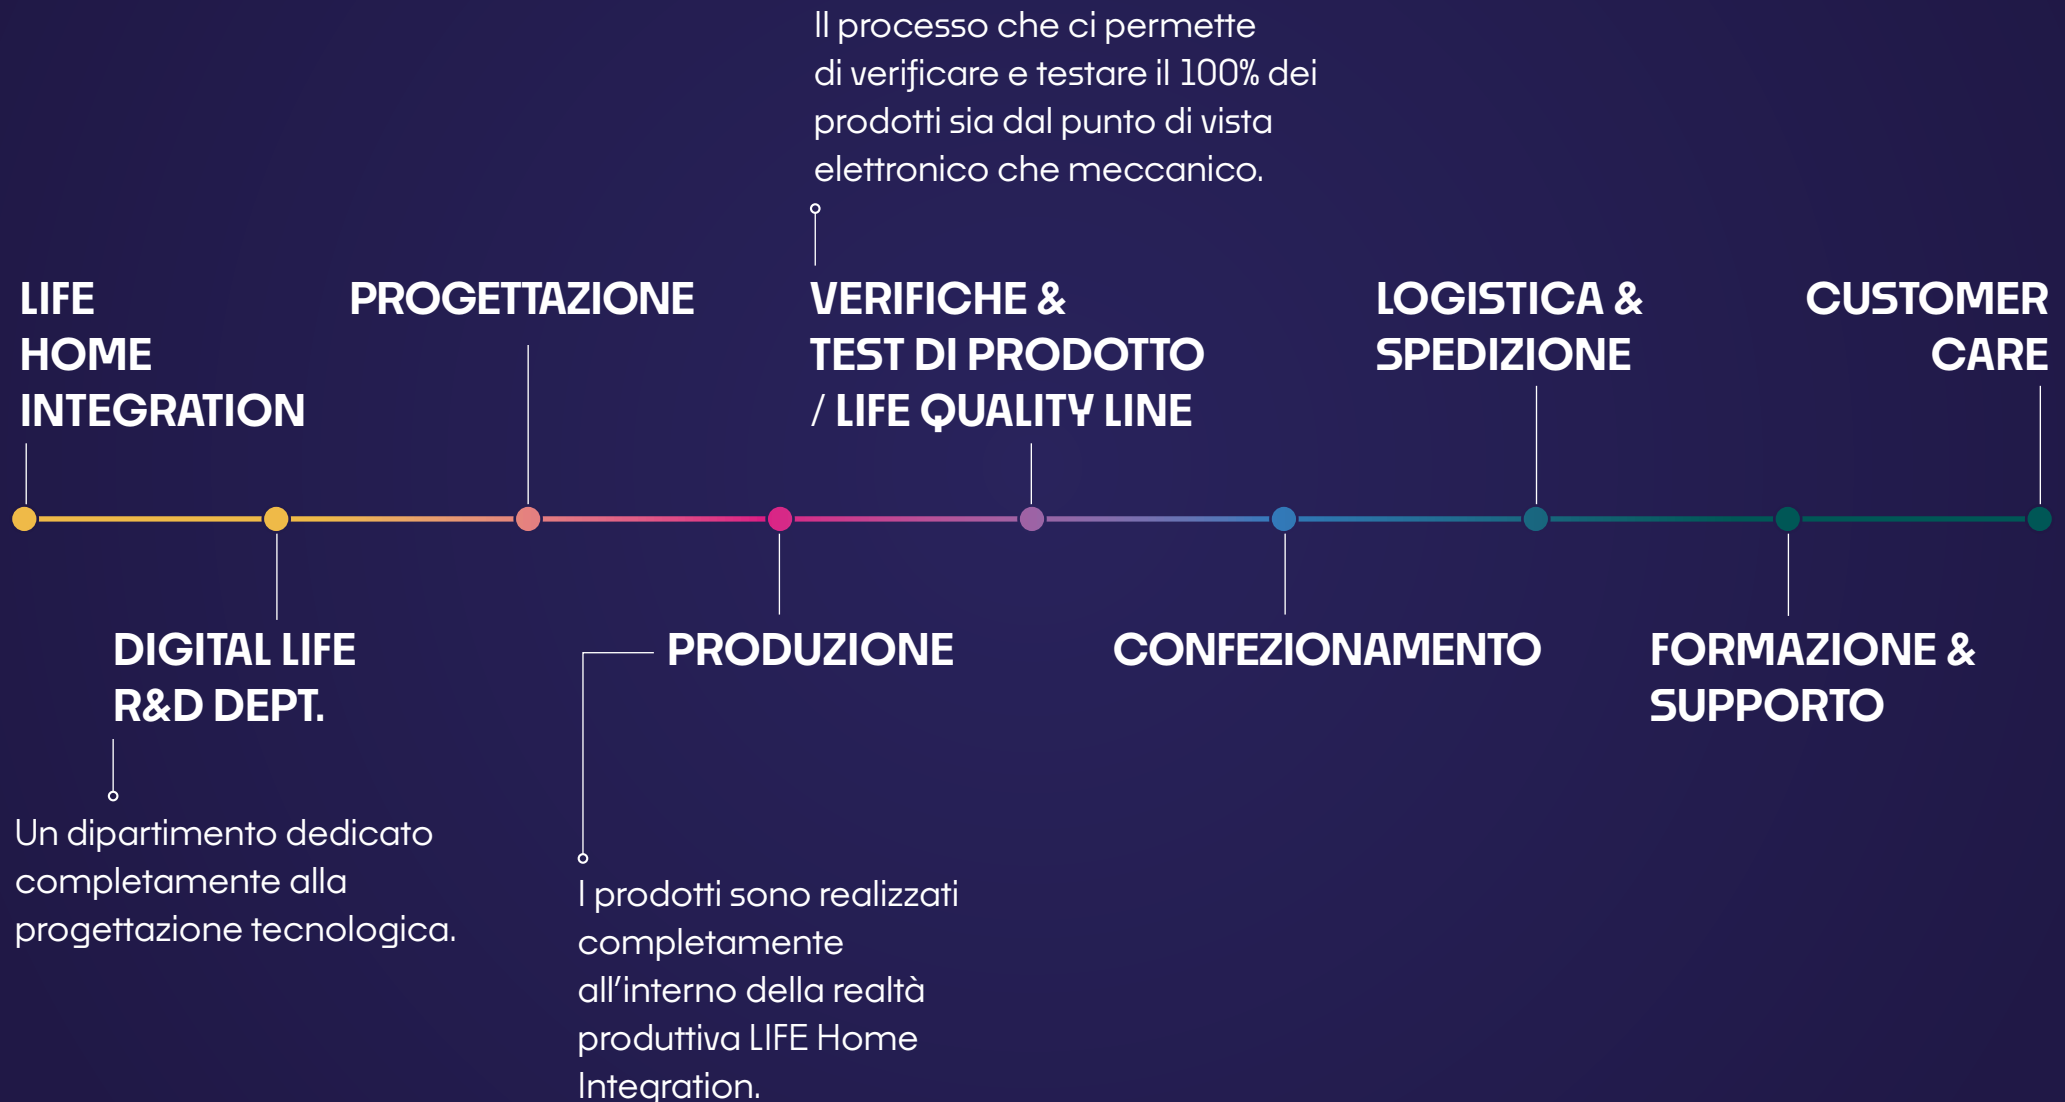 Il processo che ci permette
di verificare e testare il 100% dei
prodotti sia dal punto di vista
elettronico che meccanico.
LIFE
HOME
INTEGRATION
PROGETTAZIONE
VERIFICHE &
TEST DI PRODOTTO
/ LIFE QUALITY LINE
LOGISTICA &
SPEDIZIONE
CUSTOMER
CARE
DIGITAL LIFE
R&D DEPT.
PRODUZIONE
CONFEZIONAMENTO
FORMAZIONE &
SUPPORTO
Un dipartimento dedicato
completamente alla
progettazione tecnologica.
I prodotti sono realizzati
completamente
all’interno della realtà
produttiva LIFE Home
Integration.